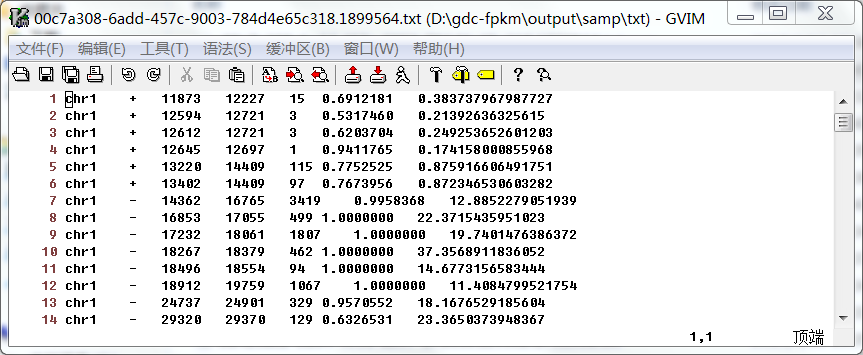 00c7a308-6add-457c-9003-784d4e65c318.1899564.txt (D:\gdc-fpkm\output\samp\txt) - GVIM
文件(F) 编辑(E) 工具(T) 语法(S) 缓冲区(B) 窗口(W) 帮助(H)
1 chr1 + 11873 12227 15 0.6912181 0.383737967987727
2 chr1 + 12594 12721 3 0.5317460 0.21392636325615
3 chr1 + 12612 12721 3 0.6203704 0.249253652601203
4 chr1 + 12645 12697 1 0.9411765 0.174158000855968
5 chr1 + 13220 14409 115 0.7752525 0.875916606491751
6 chr1 + 13402 14409 97 0.7673956 0.872346530603282
7 chr1 - 14362 16765 3419 0.9958368 12.8852279051939
8 chr1 - 16853 17055 499 1.0000000 22.3715435951023
9 chr1 - 17232 18061 1807 1.0000000 19.7401476386372
10 chr1 - 18267 18379 462 1.0000000 37.3568911836052
11 chr1 - 18496 18554 94 1.0000000 14.6773156583444
12 chr1 - 18912 19759 1067 1.0000000 11.4084799521754
13 chr1 - 24737 24901 329 0.9570552 18.1676529185604
14 chr1 - 29320 29370 129 0.6326531 23.3650373948367
1,1 顶端